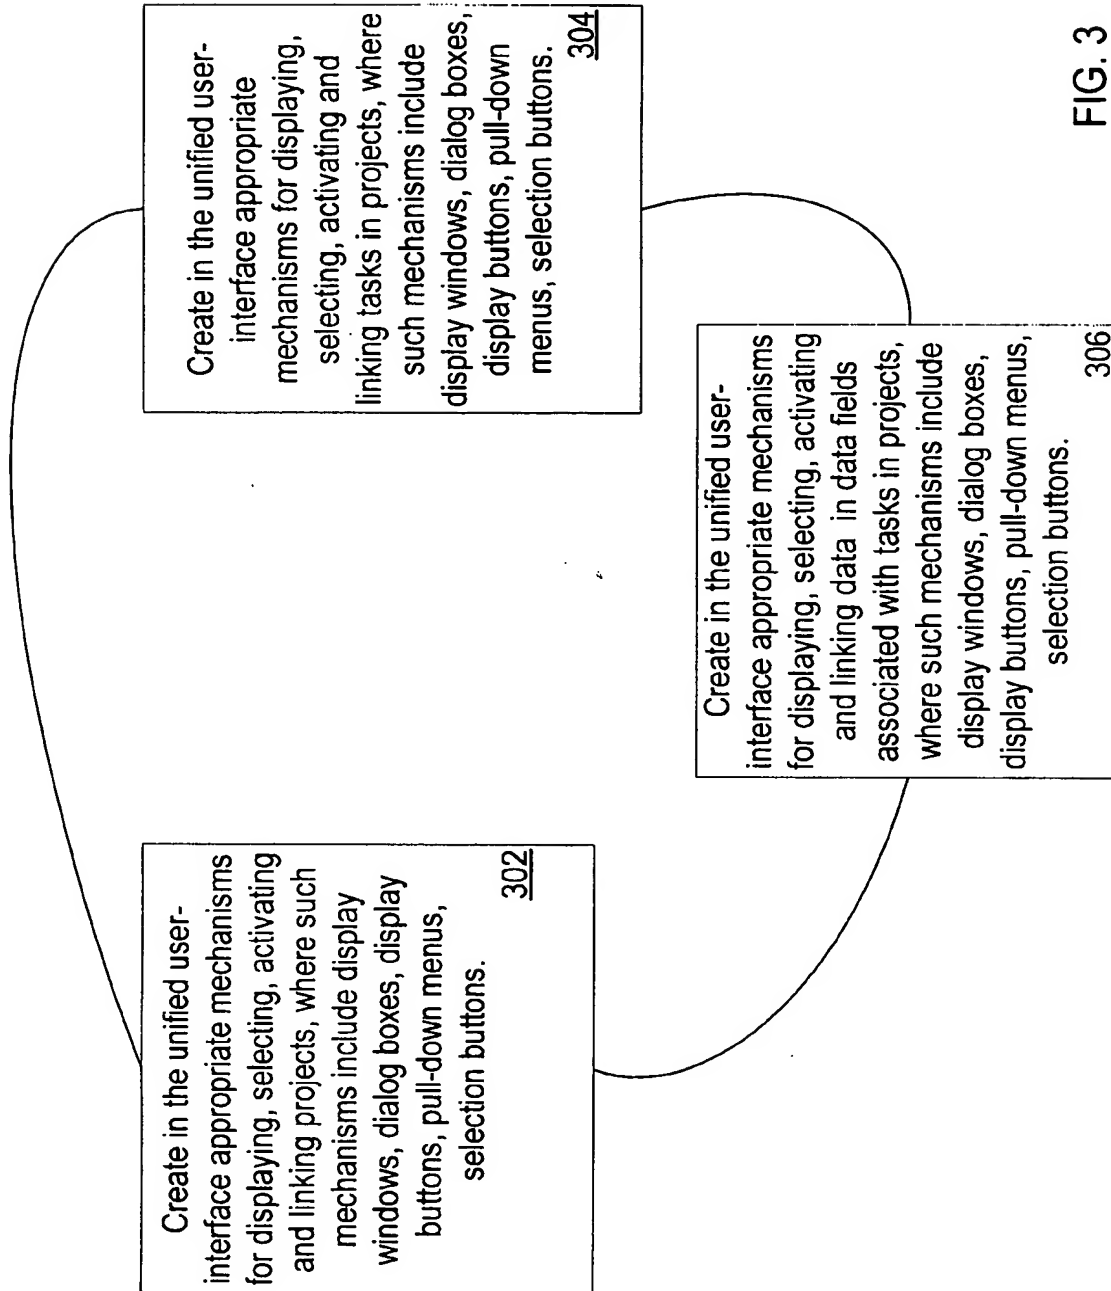 Create in the unified user-
interface appropriate mechanisms
for displaying, selecting, activating
and linking projects, where such
mechanisms include display
windows, dialog boxes, display
buttons, pull-down menus,
selection buttons.
302
Create in the unified user-
interface appropriate
mechanisms for displaying,
selecting, activating and
linking tasks in projects, where
such mechanisms include
display windows, dialog boxes,
display buttons, pull-down
menus, selection buttons.
304
Create in the unified user-
interface appropriate mechanisms
for displaying, selecting, activating
and linking data in data fields
associated with tasks in projects,
where such mechanisms include
display windows, dialog boxes,
display buttons, pull-down menus,
selection buttons.
306
FIG. 3